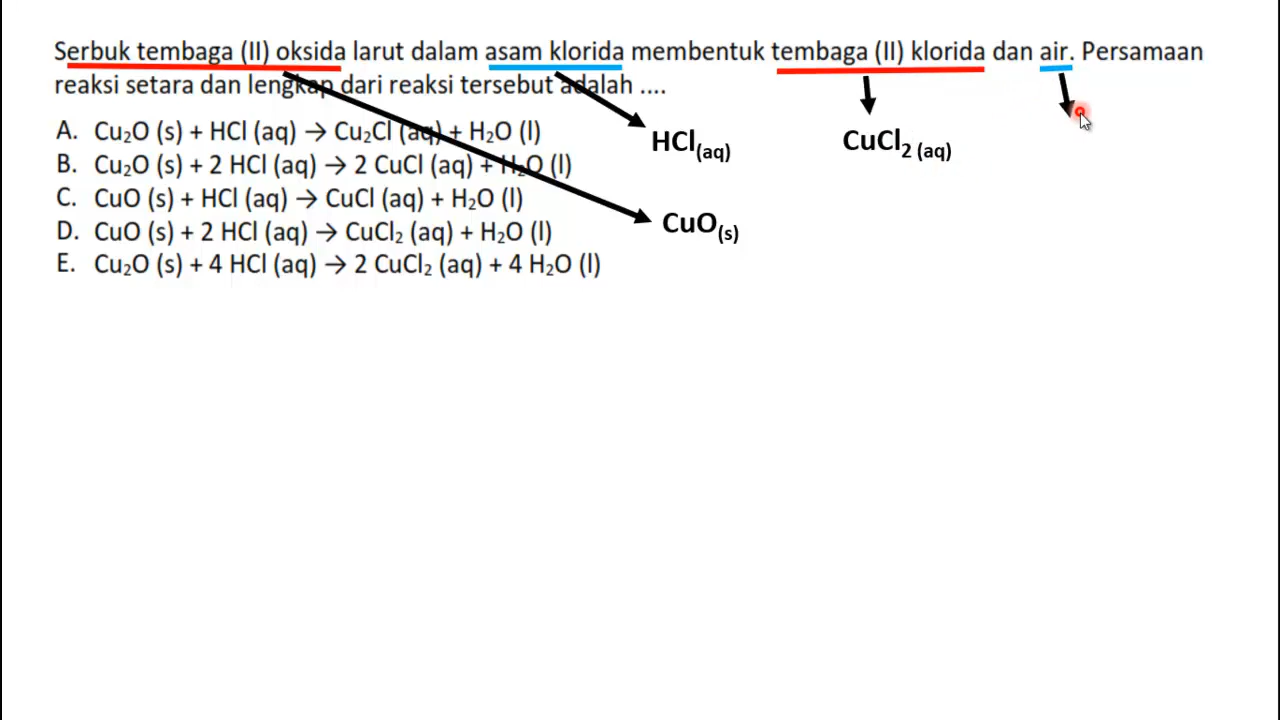 Serbuk tembaga (II) oksida larut dalam asam klorida membentuk tembaga (II) klorida dan air. Persamaan
reaksi setara dan lengkap dari reaksi tersebut adalah ....
A. Cu₂O (s) + HCl (aq) → Cu₂Cl (aq) + H₂O (l)
B. Cu₂O (s) + 2 HCl (aq) → 2 CuCl (aq) + H₂O (l)
C. CuO (s) + HCl (aq) → CuCl (aq) + H₂O (l)
D. CuO (s) + 2 HCl (aq) → CuCl₂ (aq) + H₂O (l)
E. Cu₂O (s) + 4 HCl (aq) → 2 CuCl₂ (aq) + 4 H₂O (l)
HCl(aq)
CuCl₂ (aq)
CuO(s)